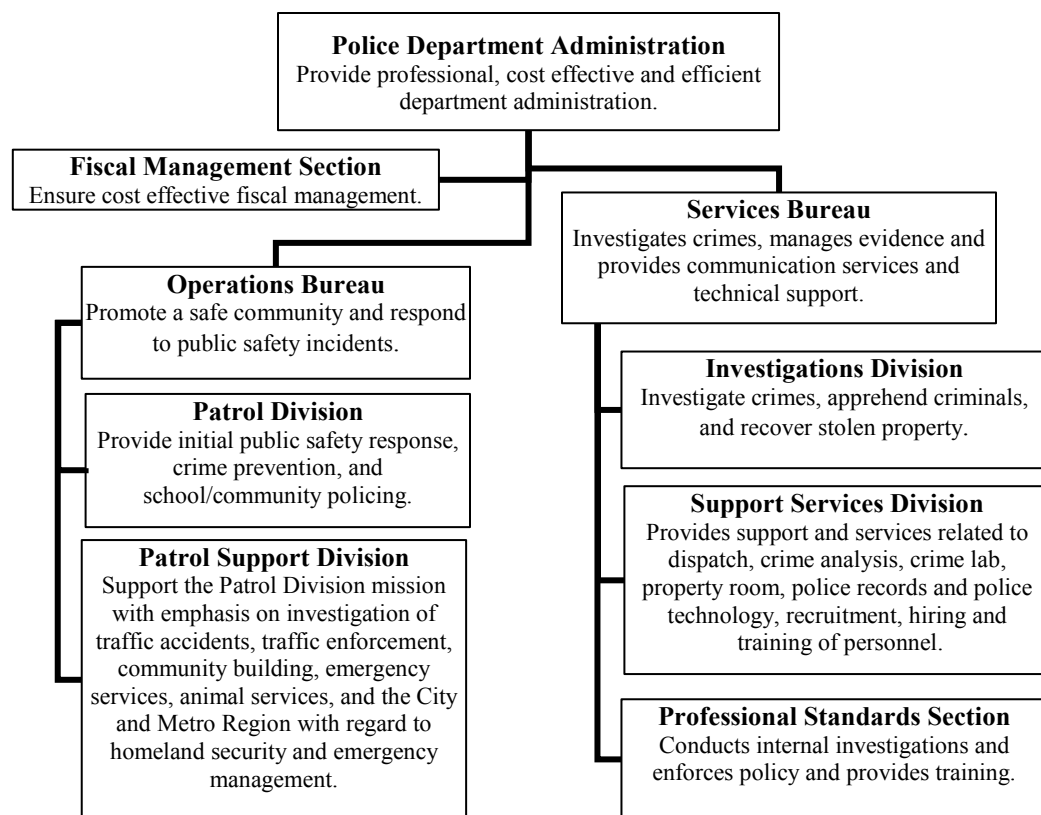 Police Department Administration
Provide professional, cost effective and efficient
department administration.
Fiscal Management Section
Ensure cost effective fiscal management.
Services Bureau
Investigates crimes, manages evidence and
provides communication services and
technical support.
Operations Bureau
Promote a safe community and respond
to public safety incidents.
Investigations Division
Investigate crimes, apprehend criminals,
and recover stolen property.
Patrol Division
Provide initial public safety response,
crime prevention, and
school/community policing.
Support Services Division
Provides support and services related to
dispatch, crime analysis, crime lab,
property room, police records and police
technology, recruitment, hiring and
training of personnel.
Patrol Support Division
Support the Patrol Division mission
with emphasis on investigation of
traffic accidents, traffic enforcement,
community building, emergency
services, animal services, and the City
and Metro Region with regard to
homeland security and emergency
management.
Professional Standards Section
Conducts internal investigations and
enforces policy and provides training.